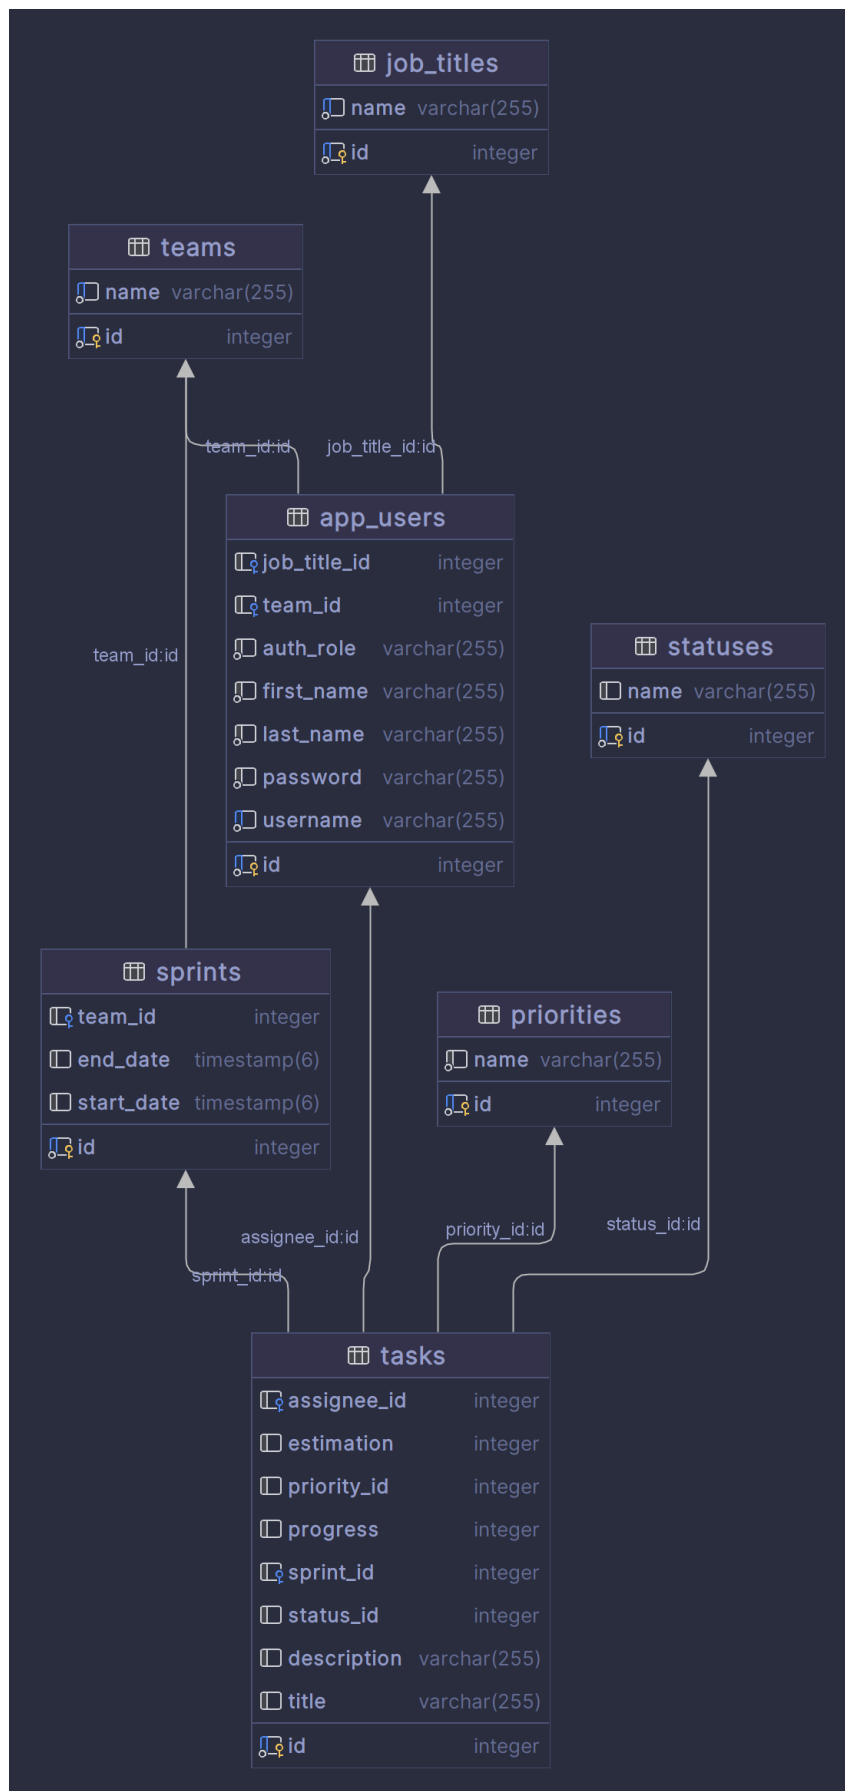 job_titles
name varchar(255)
id integer
teams
name varchar(255)
id integer
team_id:id
job_title_id:id
app_users
job_title_id integer
team_id integer
auth_role varchar(255)
first_name varchar(255)
last_name varchar(255)
password varchar(255)
username varchar(255)
id integer
team_id:id
statuses
name varchar(255)
id integer
sprints
team_id integer
end_date timestamp(6)
start_date timestamp(6)
id integer
priorities
name varchar(255)
id integer
assignee_id:id
priority_id:id
status_id:id
sprint_id:id
tasks
assignee_id integer
estimation integer
priority_id integer
progress integer
sprint_id integer
status_id integer
description varchar(255)
title varchar(255)
id integer